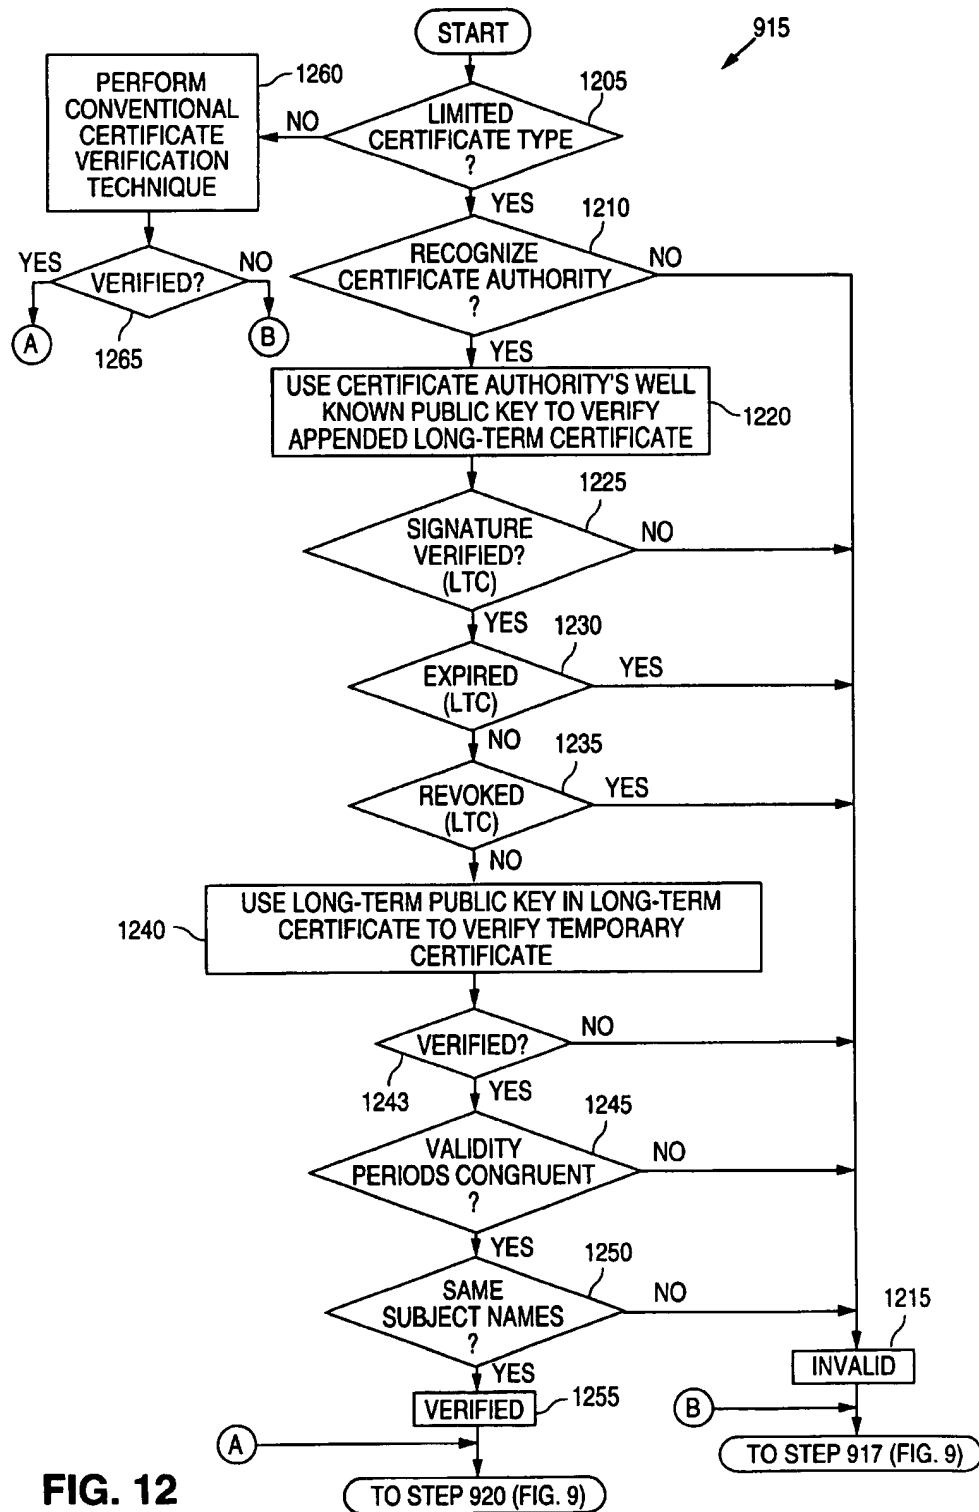 START
915
PERFORM
CONVENTIONAL
CERTIFICATE
VERIFICATION
TECHNIQUE
1260
NO
LIMITED
CERTIFICATE TYPE
?
1205
YES
RECOGNIZE
CERTIFICATE AUTHORITY
?
1210
NO
YES
VERIFIED?
NO
1265
A
B
YES
USE CERTIFICATE AUTHORITY'S WELL
KNOWN PUBLIC KEY TO VERIFY
APPENDED LONG-TERM CERTIFICATE
1220
SIGNATURE
VERIFIED?
(LTC)
1225
NO
YES
EXPIRED
(LTC)
1230
YES
NO
REVOKED
(LTC)
1235
YES
NO
1240
USE LONG-TERM PUBLIC KEY IN LONG-TERM
CERTIFICATE TO VERIFY TEMPORARY
CERTIFICATE
VERIFIED?
NO
1243
YES
VALIDITY
PERIODS CONGRUENT
?
1245
NO
YES
SAME
SUBJECT NAMES
?
1250
NO
YES
VERIFIED
1255
1215
INVALID
A
B
TO STEP 920 (FIG. 9)
TO STEP 917 (FIG. 9)
FIG. 12